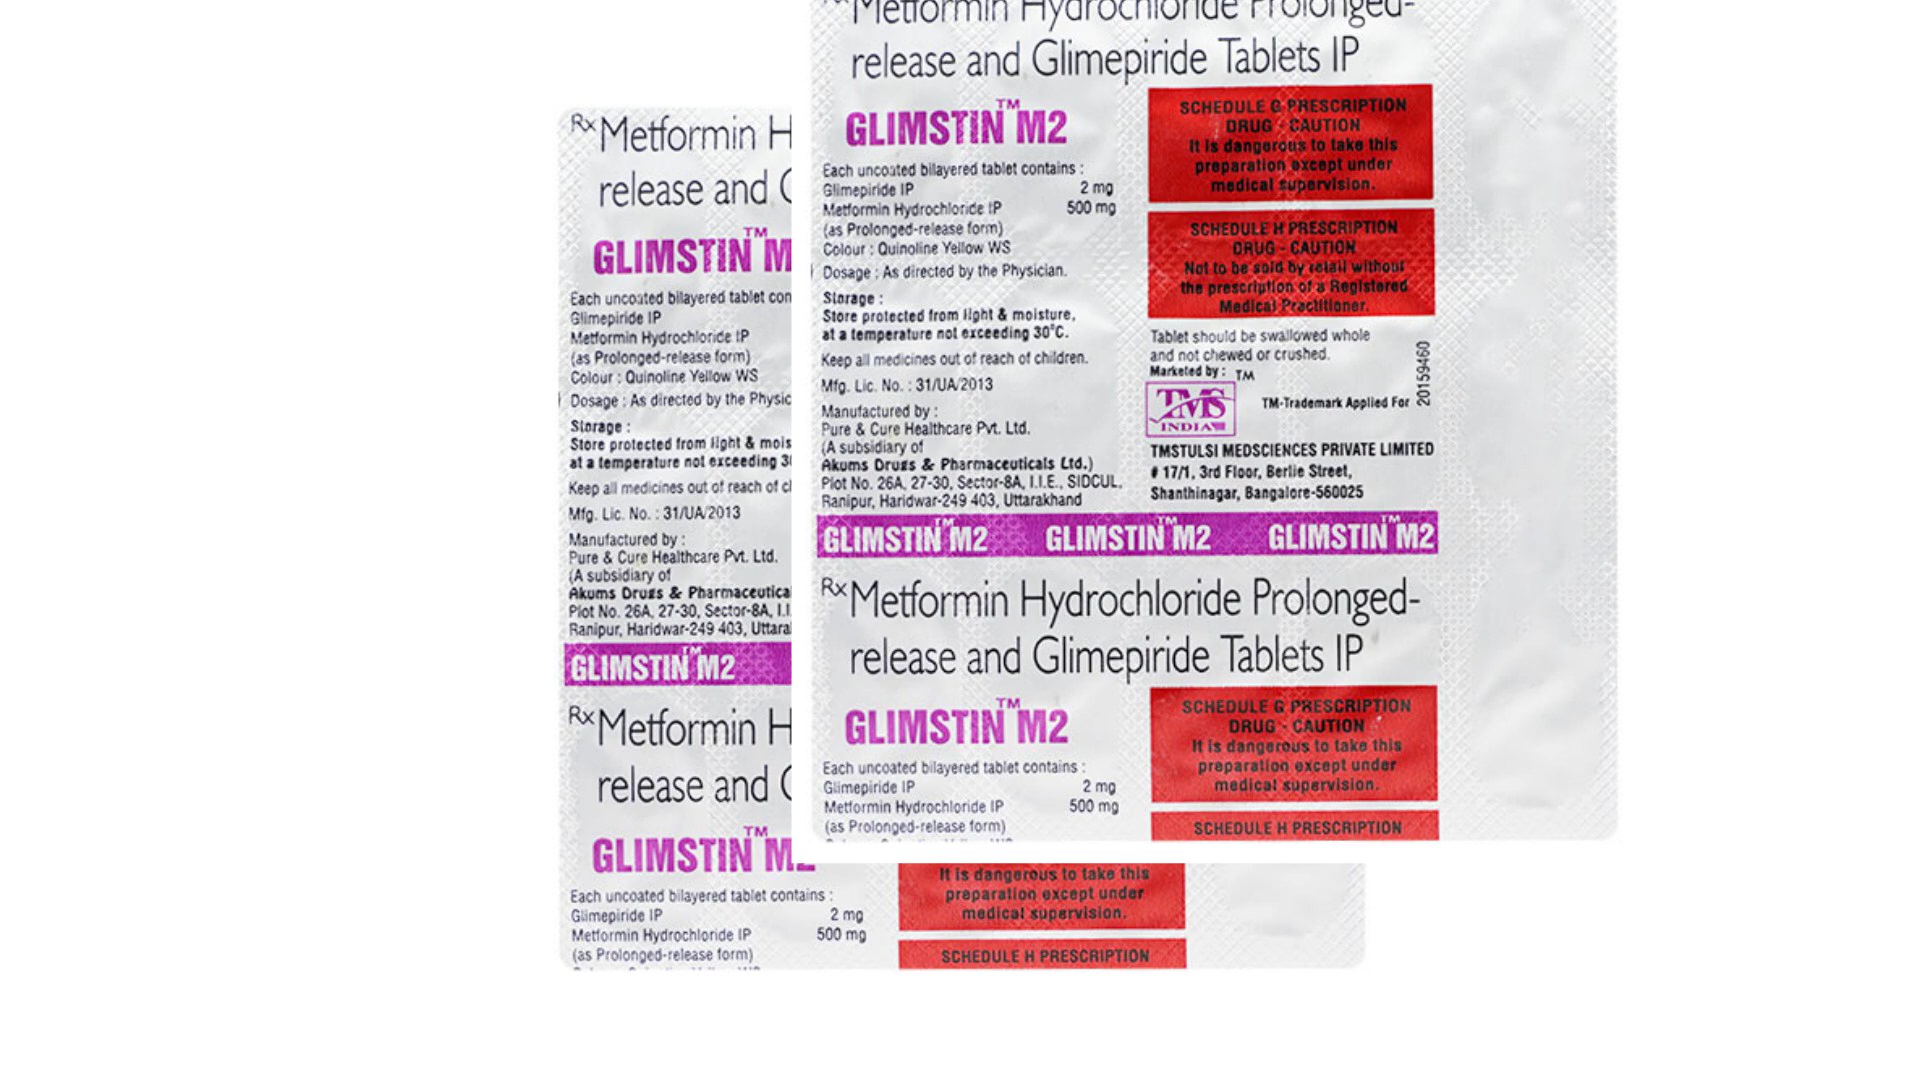 Rx Metformin H
release and
GLIMSTIN™ M
Each uncoated bilayered tablet con
Glimepiride IP
Metformin Hydrochloride IP
(as Prolonged-release form)
Colour : Quinoline Yellow WS
Dosage : As directed by the Physic
Storage :
Store protected from light & mois
at a temperature not exceeding 3
Keep all medicines out of reach of c
Mfg. Lic. No. : 31/UA/2013
Manufactured by :
Pure & Cure Healthcare Pvt. Ltd.
(A subsidiary of
Akums Drugs & Pharmaceutica
Plot No. 26A, 27-30, Sector-8A, I.I
Ranipur, Haridwar-249 403, Uttara
GLIMSTIN™ M2
Rx Metformin H
release and
GLIMSTIN™ M2
Each uncoated bilayered tablet contains :
Glimepiride IP 2 mg
Metformin Hydrochloride IP 500 mg
(as Prolonged-release form)
It is dangerous to take this
preparation except under
medical supervision.
SCHEDULE H PRESCRIPTION
Metformin Hydrochloride Prolonged-
release and Glimepiride Tablets IP
GLIMSTIN™ M2
Each uncoated bilayered tablet contains :
Glimepiride IP 2 mg
Metformin Hydrochloride IP 500 mg
(as Prolonged-release form)
Colour : Quinoline Yellow WS
Dosage : As directed by the Physician.
Storage :
Store protected from light & moisture,
at a temperature not exceeding 30°C.
Keep all medicines out of reach of children.
Mfg. Lic. No. : 31/UA/2013
Manufactured by :
Pure & Cure Healthcare Pvt. Ltd.
(A subsidiary of
Akums Drugs & Pharmaceuticals Ltd.)
Plot No. 26A, 27-30, Sector-8A, I.I.E., SIDCUL,
Ranipur, Haridwar-249 403, Uttarakhand
SCHEDULE G PRESCRIPTION
DRUG - CAUTION
It is dangerous to take this
preparation except under
medical supervision.
SCHEDULE H PRESCRIPTION
DRUG - CAUTION
Not to be sold by retail without
the prescription of a Registered
Medical Practitioner.
Tablet should be swallowed whole
and not chewed or crushed.
Marketed by : TM
TMS
INDIA
TM-Trademark Applied For
20159460
TMSTULSI MEDSCIENCES PRIVATE LIMITED
# 17/1, 3rd Floor, Berlie Street,
Shanthinagar, Bangalore-560025
GLIMSTIN™ M2 GLIMSTIN™ M2 GLIMSTIN™ M2
Rx Metformin Hydrochloride Prolonged-
release and Glimepiride Tablets IP
GLIMSTIN™ M2
Each uncoated bilayered tablet contains :
Glimepiride IP 2 mg
Metformin Hydrochloride IP 500 mg
(as Prolonged-release form)
SCHEDULE G PRESCRIPTION
DRUG - CAUTION
It is dangerous to take this
preparation except under
medical supervision.
SCHEDULE H PRESCRIPTION